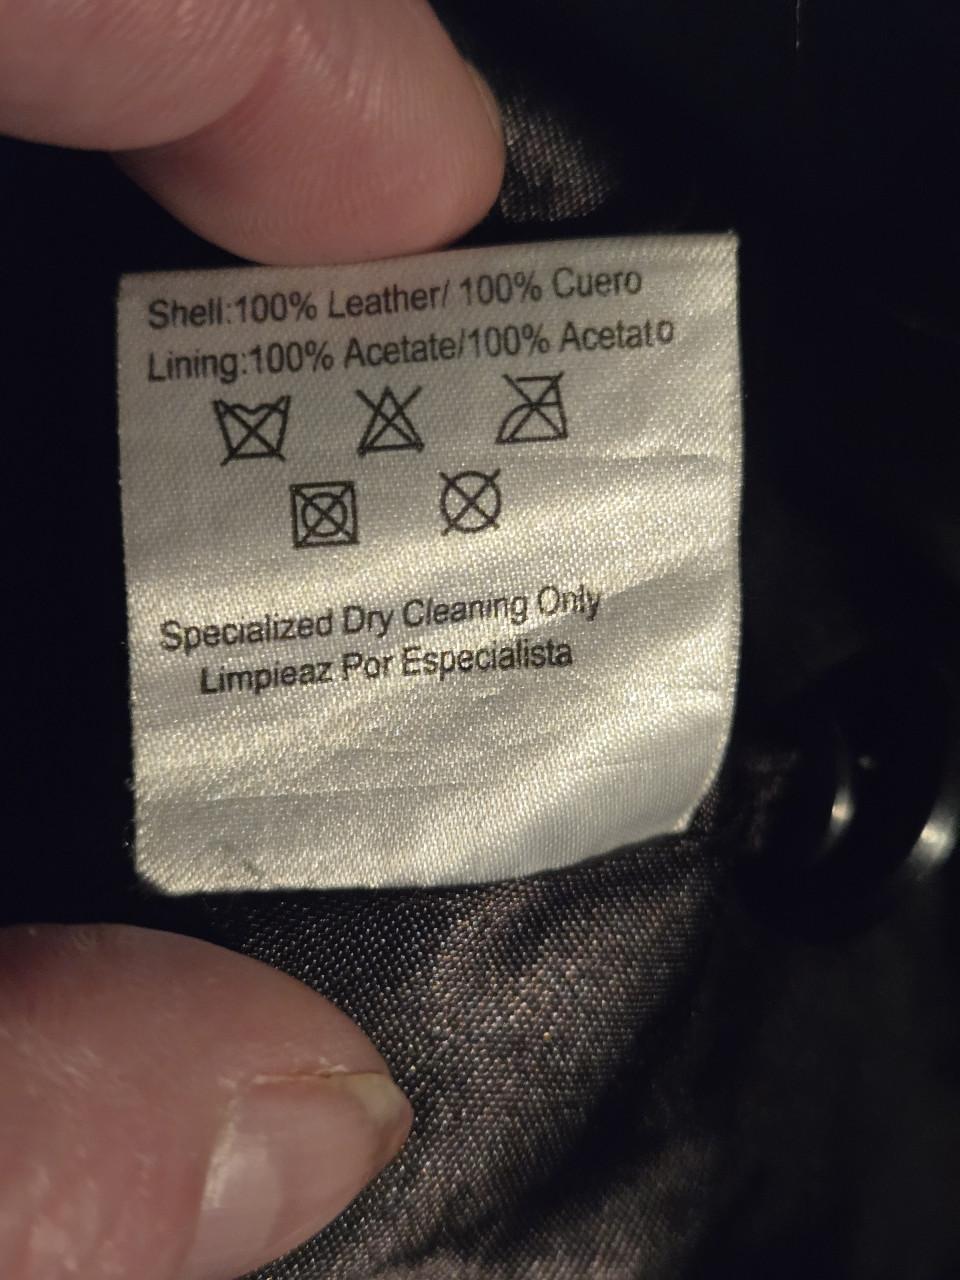 Shell:100% Leather/ 100% Cuero
Lining:100% Acetate/100% Acetato
Specialized Dry Cleaning Only
Limpieaz Por Especialista